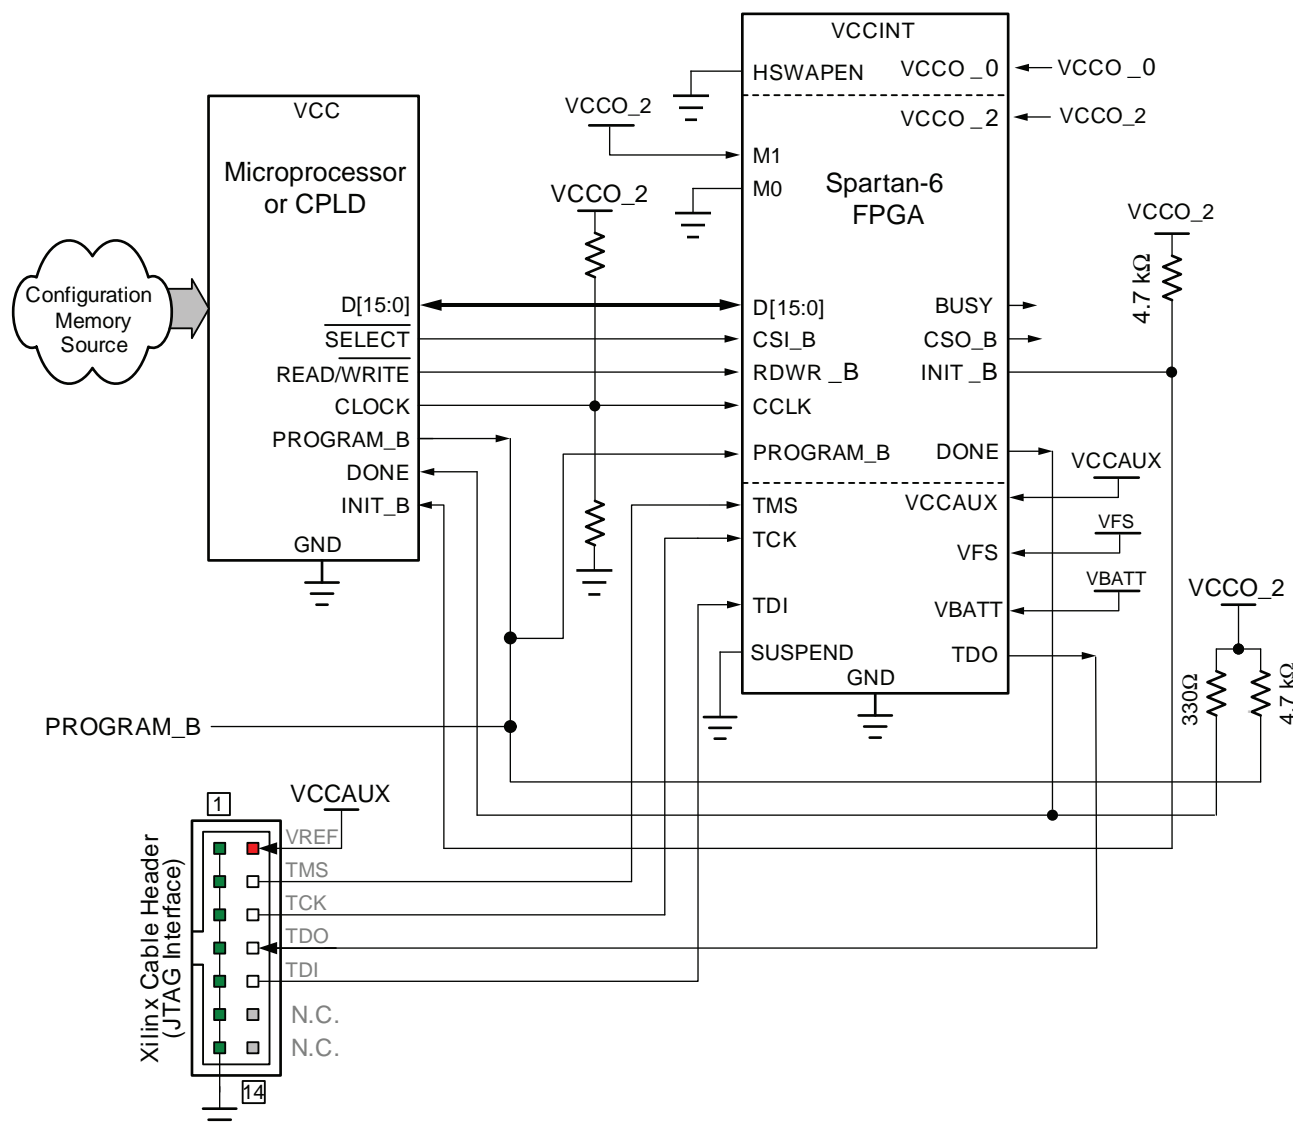 VCCINT
HSWAPEN
VCCO _0
VCCO _0
VCCO _2
VCCO_2
VCC
Microprocessor
or CPLD
VCCO_2
M1
M0
Spartan-6
FPGA
VCCO_2
VCCO_2
4.7 kΩ
Configuration
Memory
Source
D[15:0]
SELECT
READ/WRITE
CLOCK
PROGRAM_B
DONE
INIT_B
GND
D[15:0]
CSI_B
RDWR _B
CCLK
PROGRAM_B
TMS
TCK
TDI
SUSPEND
GND
BUSY
CSO_B
INIT _B
DONE
VCCAUX
VFS
VBATT
TDO
VCCAUX
VFS
VBATT
VCCO_2
330Ω
4.7 kΩ
PROGRAM_B
VCCAUX
1
Xilinx Cable Header
(JTAG Interface)
VREF
TMS
TCK
TDO
TDI
N.C.
N.C.
14